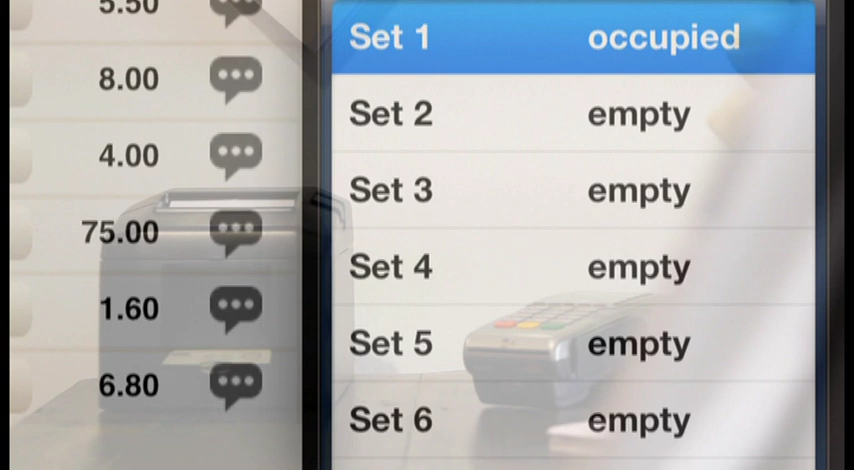 5.50
8.00
4.00
75.00
1.60
6.80
Set 1 occupied
Set 2 empty
Set 3 empty
Set 4 empty
Set 5 empty
Set 6 empty